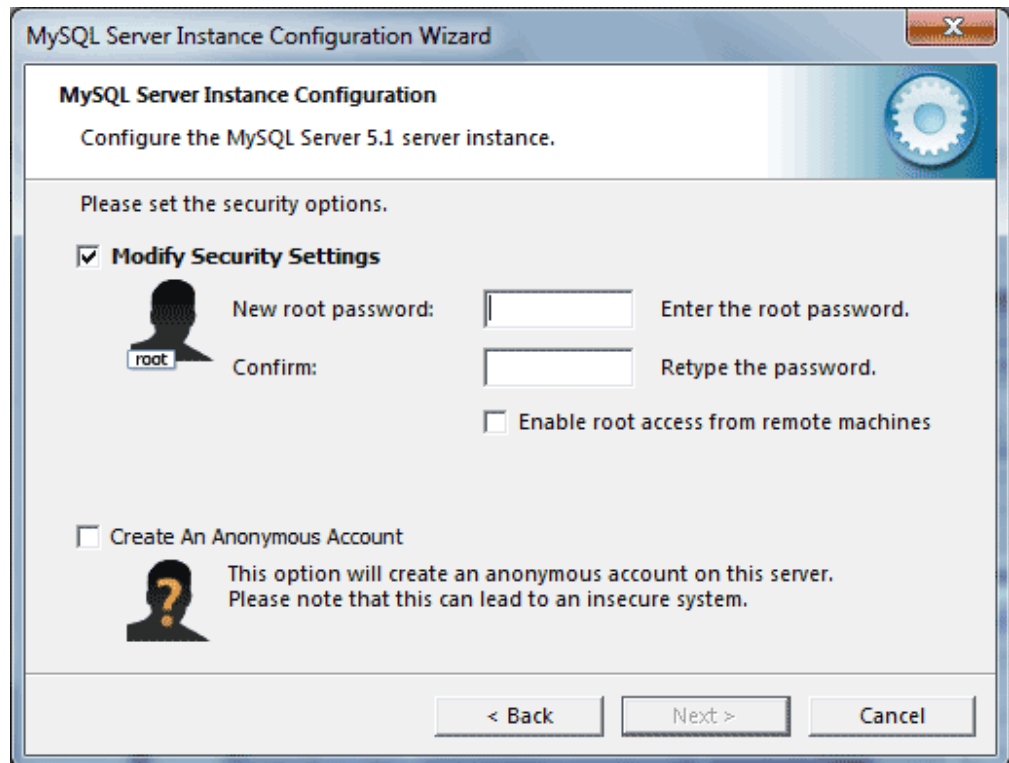 MySQL Server Instance Configuration Wizard
X
MySQL Server Instance Configuration
Configure the MySQL Server 5.1 server instance.
Please set the security options.
Modify Security Settings
New root password: Enter the root password.
root
Confirm: Retype the password.
Enable root access from remote machines
Create An Anonymous Account
?
This option will create an anonymous account on this server.
Please note that this can lead to an insecure system.
< Back Next > Cancel